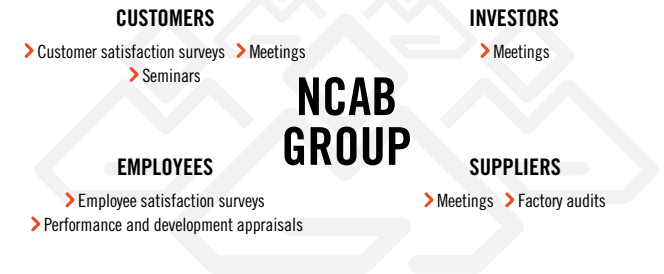 CUSTOMERS
> Customer satisfaction surveys > Meetings
> Seminars
INVESTORS
> Meetings
NCAB
GROUP
EMPLOYEES
> Employee satisfaction surveys
> Performance and development appraisals
SUPPLIERS
> Meetings > Factory audits